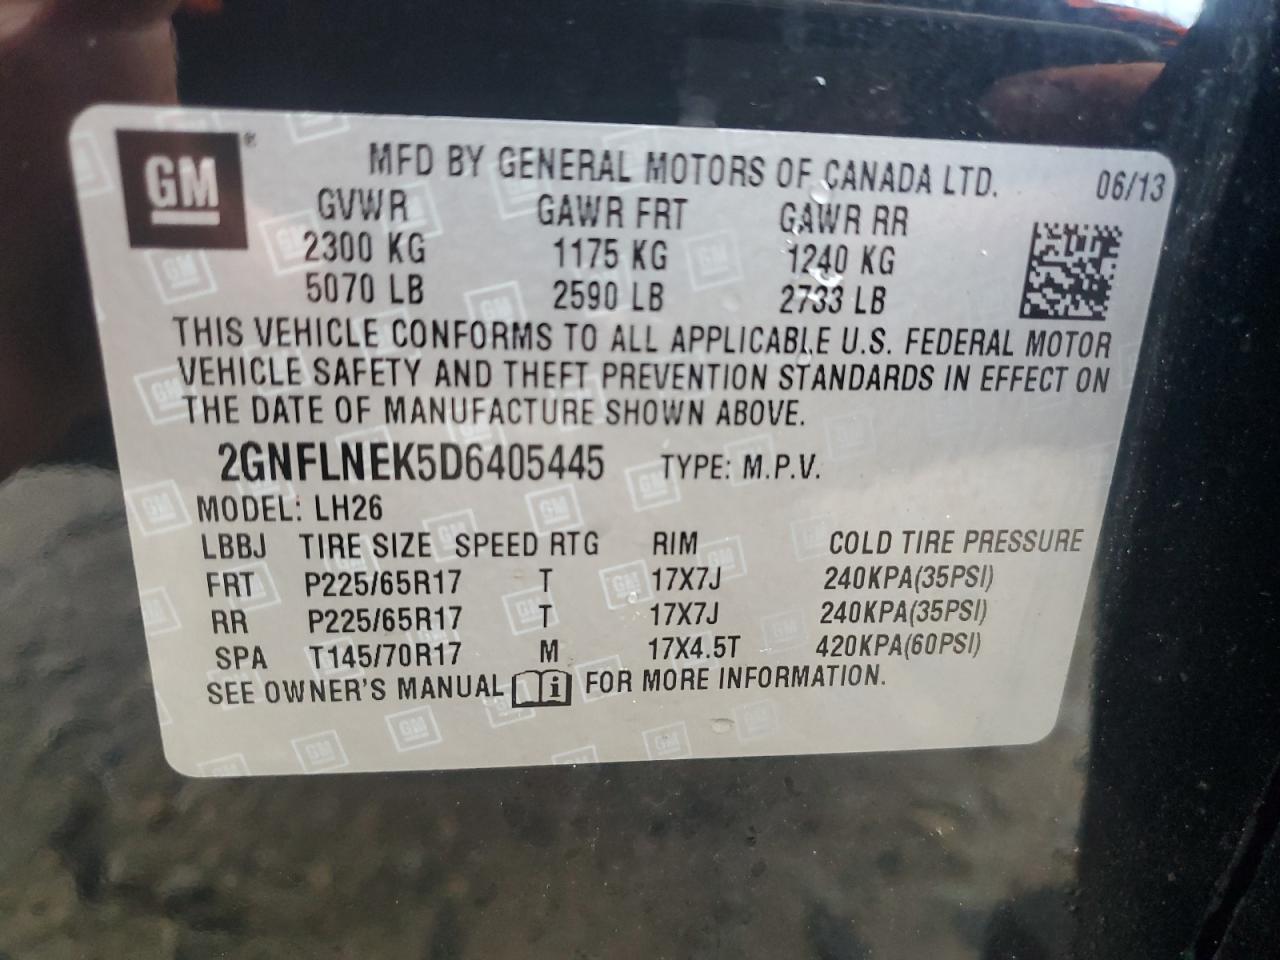 GM ®
MFD BY GENERAL MOTORS OF CANADA LTD. 06/13
GVWR GAWR FRT GAWR RR
2300 KG 1175 KG 1240 KG
5070 LB 2590 LB 2733 LB
THIS VEHICLE CONFORMS TO ALL APPLICABLE U.S. FEDERAL MOTOR
VEHICLE SAFETY AND THEFT PREVENTION STANDARDS IN EFFECT ON
THE DATE OF MANUFACTURE SHOWN ABOVE.
2GNFLNEK5D6405445 TYPE: M.P.V.
MODEL: LH26
LBBJ TIRE SIZE SPEED RTG RIM COLD TIRE PRESSURE
FRT P225/65R17 T 17X7J 240KPA(35PSI)
RR P225/65R17 T 17X7J 240KPA(35PSI)
SPA T145/70R17 M 17X4.5T 420KPA(60PSI)
SEE OWNER'S MANUAL i FOR MORE INFORMATION.